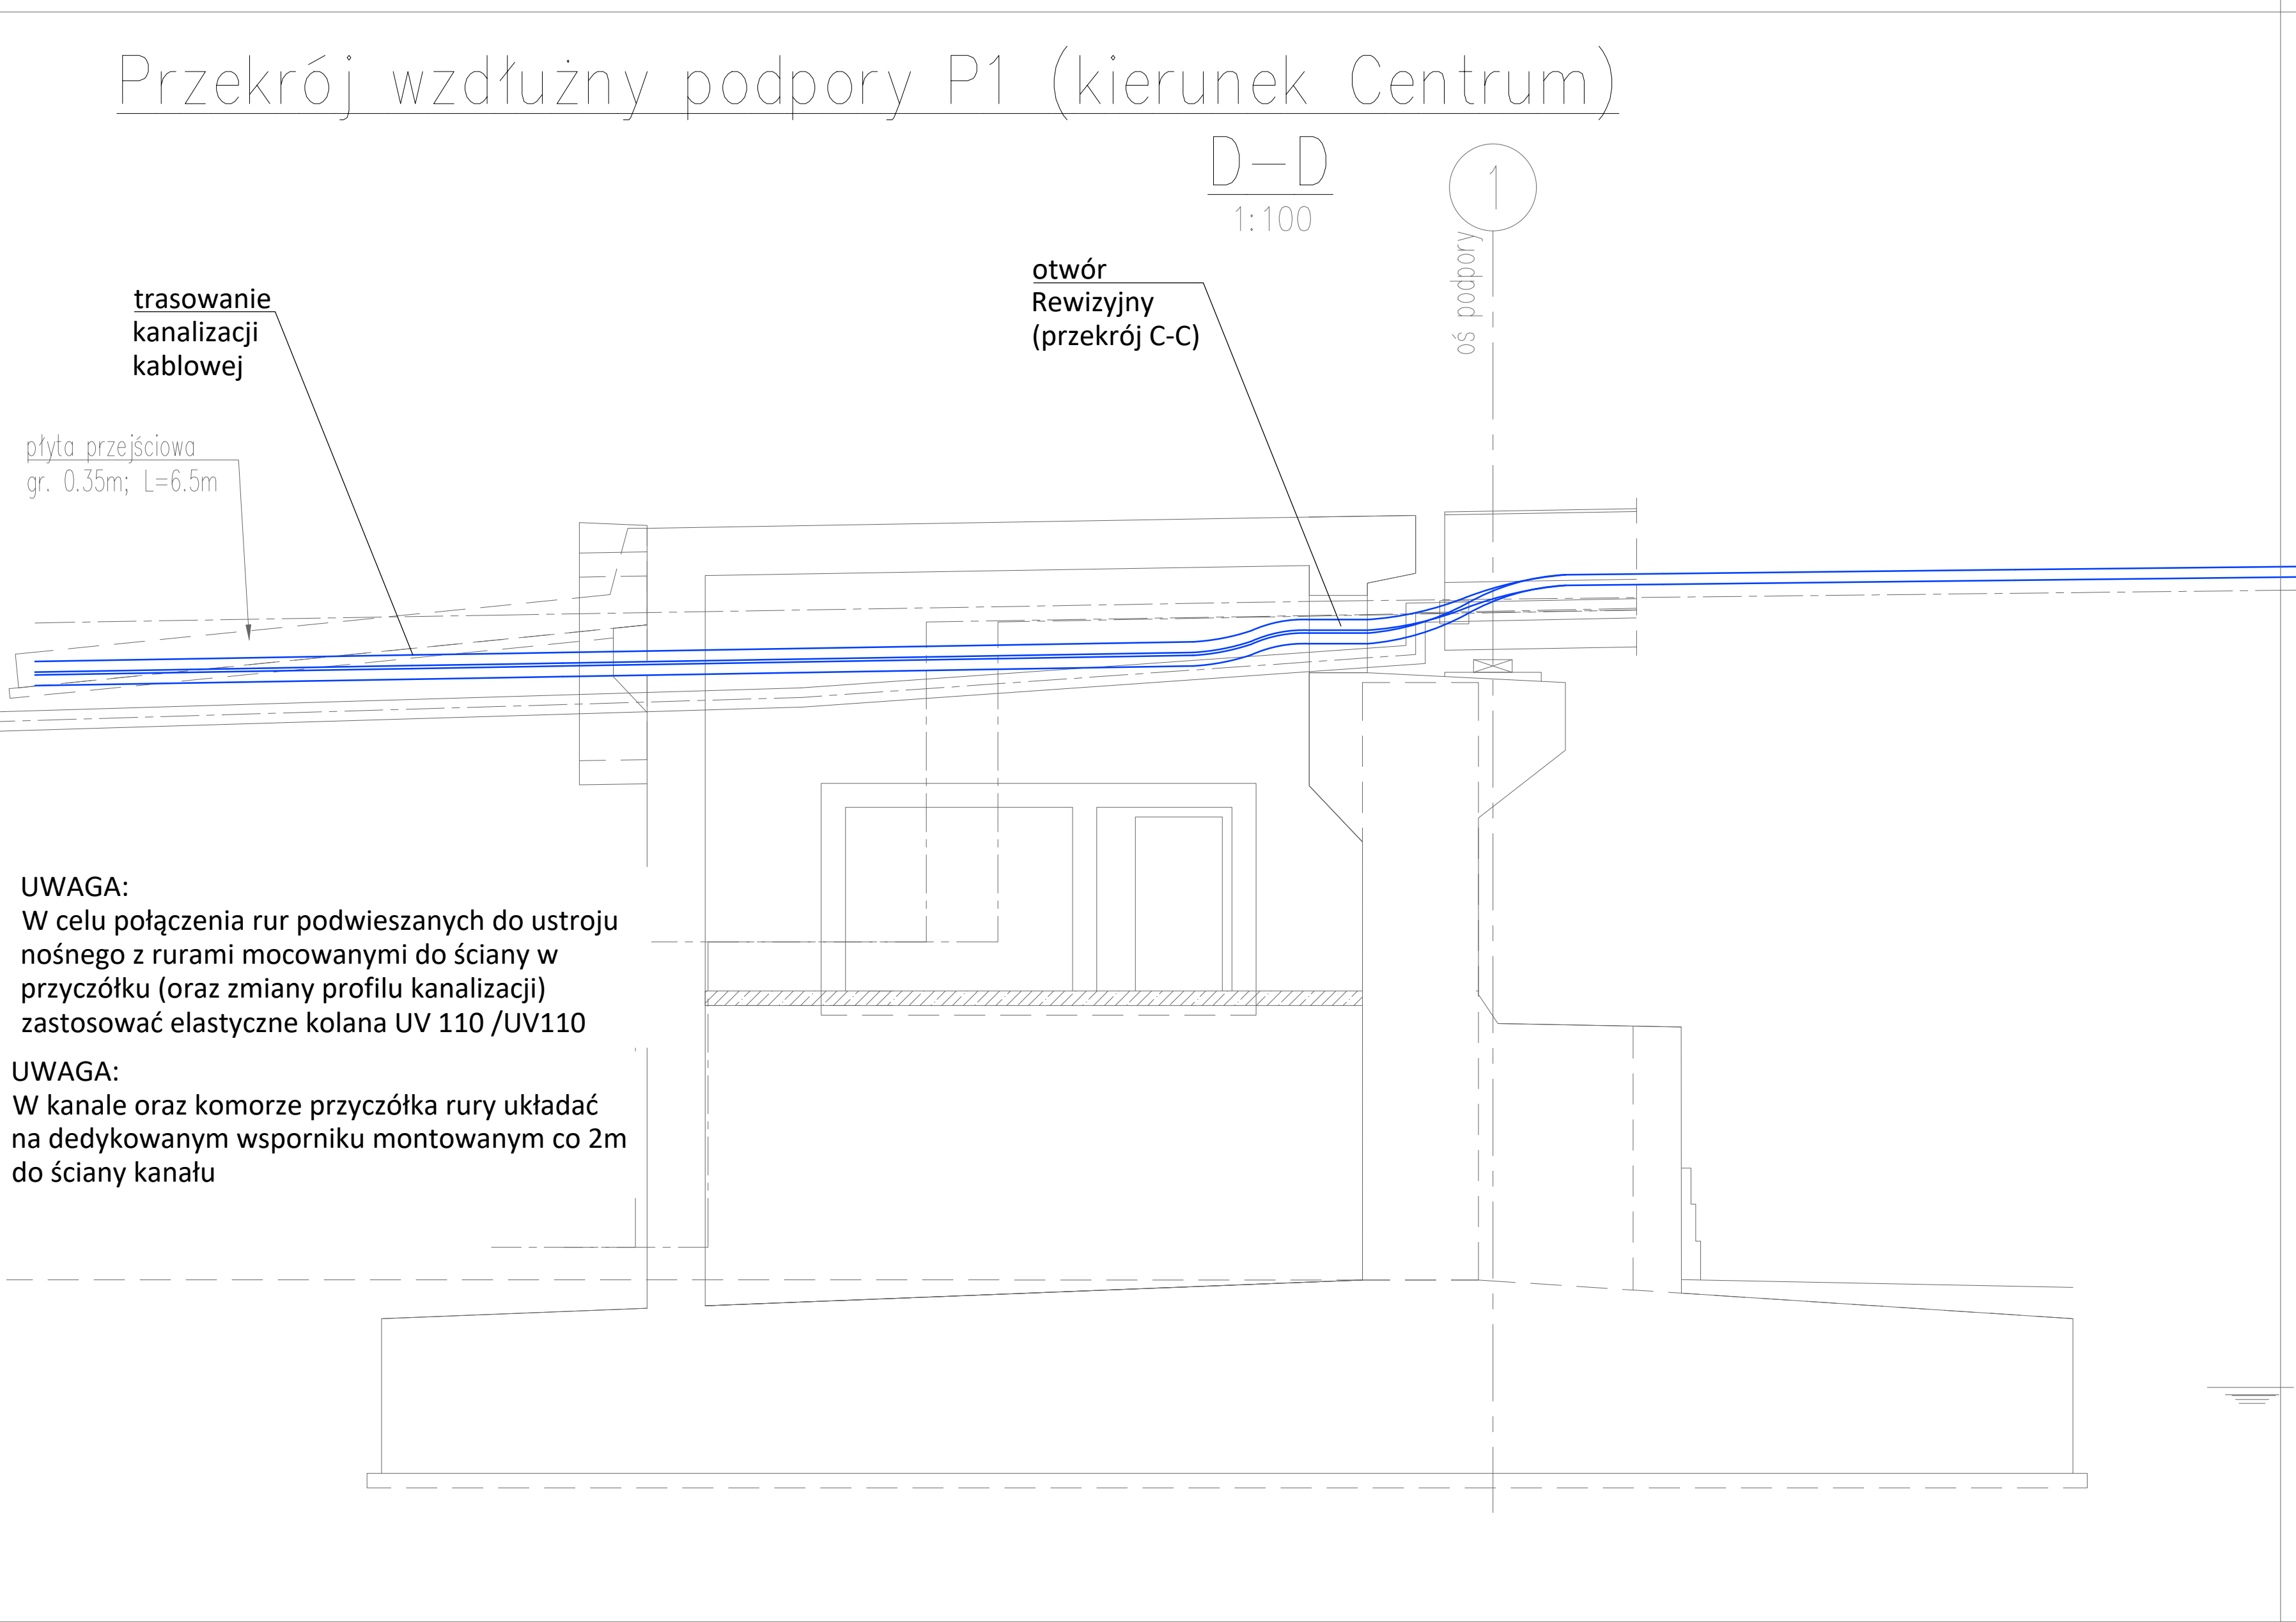 Przekrój wzdłużny podpory P1 (kierunek Centrum)
D-D
1:100
1
oś podpory
otwór
Rewizyjny
(przekrój C-C)
trasowanie
kanalizacji
kablowej
płyta przejściowa
gr. 0.35m; L=6.5m
UWAGA:
W celu połączenia rur podwieszanych do ustroju
nośnego z rurami mocowanymi do ściany w
przyczółku (oraz zmiany profilu kanalizacji)
zastosować elastyczne kolana UV 110 /UV110
UWAGA:
W kanale oraz komorze przyczółka rury układać
na dedykowanym wsporniku montowanym co 2m
do ściany kanału